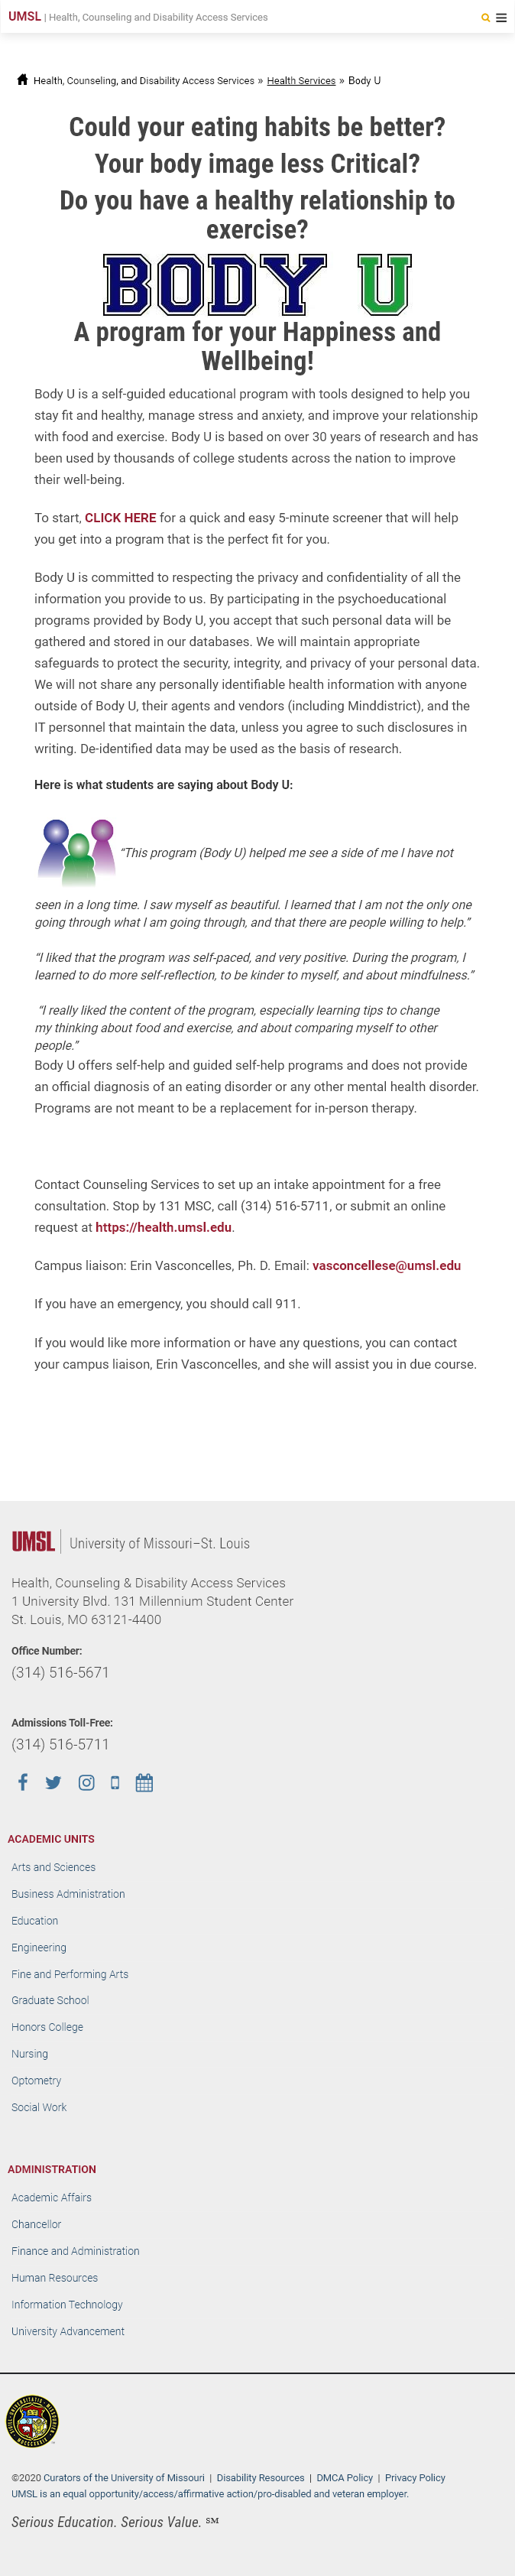 UMSL | Health, Counseling and Disability Access Services
Health, Counseling, and Disability Access Services » Health Services » Body U
Could your eating habits be better?
Your body image less Critical?
Do you have a healthy relationship to
exercise?
BODY U
A program for your Happiness and
Wellbeing!
Body U is a self-guided educational program with tools designed to help you
stay fit and healthy, manage stress and anxiety, and improve your relationship
with food and exercise. Body U is based on over 30 years of research and has
been used by thousands of college students across the nation to improve
their well-being.
To start, CLICK HERE for a quick and easy 5-minute screener that will help
you get into a program that is the perfect fit for you.
Body U is committed to respecting the privacy and confidentiality of all the
information you provide to us. By participating in the psychoeducational
programs provided by Body U, you accept that such personal data will be
gathered and stored in our databases. We will maintain appropriate
safeguards to protect the security, integrity, and privacy of your personal data.
We will not share any personally identifiable health information with anyone
outside of Body U, their agents and vendors (including Minddistrict), and the
IT personnel that maintain the data, unless you agree to such disclosures in
writing. De-identified data may be used as the basis of research.
Here is what students are saying about Body U:
“This program (Body U) helped me see a side of me I have not
seen in a long time. I saw myself as beautiful. I learned that I am not the only one
going through what I am going through, and that there are people willing to help.”
“I liked that the program was self-paced, and very positive. During the program, I
learned to do more self-reflection, to be kinder to myself, and about mindfulness.”
“I really liked the content of the program, especially learning tips to change
my thinking about food and exercise, and about comparing myself to other
people.”
Body U offers self-help and guided self-help programs and does not provide
an official diagnosis of an eating disorder or any other mental health disorder.
Programs are not meant to be a replacement for in-person therapy.
Contact Counseling Services to set up an intake appointment for a free
consultation. Stop by 131 MSC, call (314) 516-5711, or submit an online
request at https://health.umsl.edu.
Campus liaison: Erin Vasconcelles, Ph. D. Email: vasconcellese@umsl.edu
If you have an emergency, you should call 911.
If you would like more information or have any questions, you can contact
your campus liaison, Erin Vasconcelles, and she will assist you in due course.
UMSL | University of Missouri–St. Louis
Health, Counseling & Disability Access Services
1 University Blvd. 131 Millennium Student Center
St. Louis, MO 63121-4400
Office Number:
(314) 516-5671
Admissions Toll-Free:
(314) 516-5711
ACADEMIC UNITS
Arts and Sciences
Business Administration
Education
Engineering
Fine and Performing Arts
Graduate School
Honors College
Nursing
Optometry
Social Work
ADMINISTRATION
Academic Affairs
Chancellor
Finance and Administration
Human Resources
Information Technology
University Advancement
©2020 Curators of the University of Missouri | Disability Resources | DMCA Policy | Privacy Policy
UMSL is an equal opportunity/access/affirmative action/pro-disabled and veteran employer.
Serious Education. Serious Value. ℠